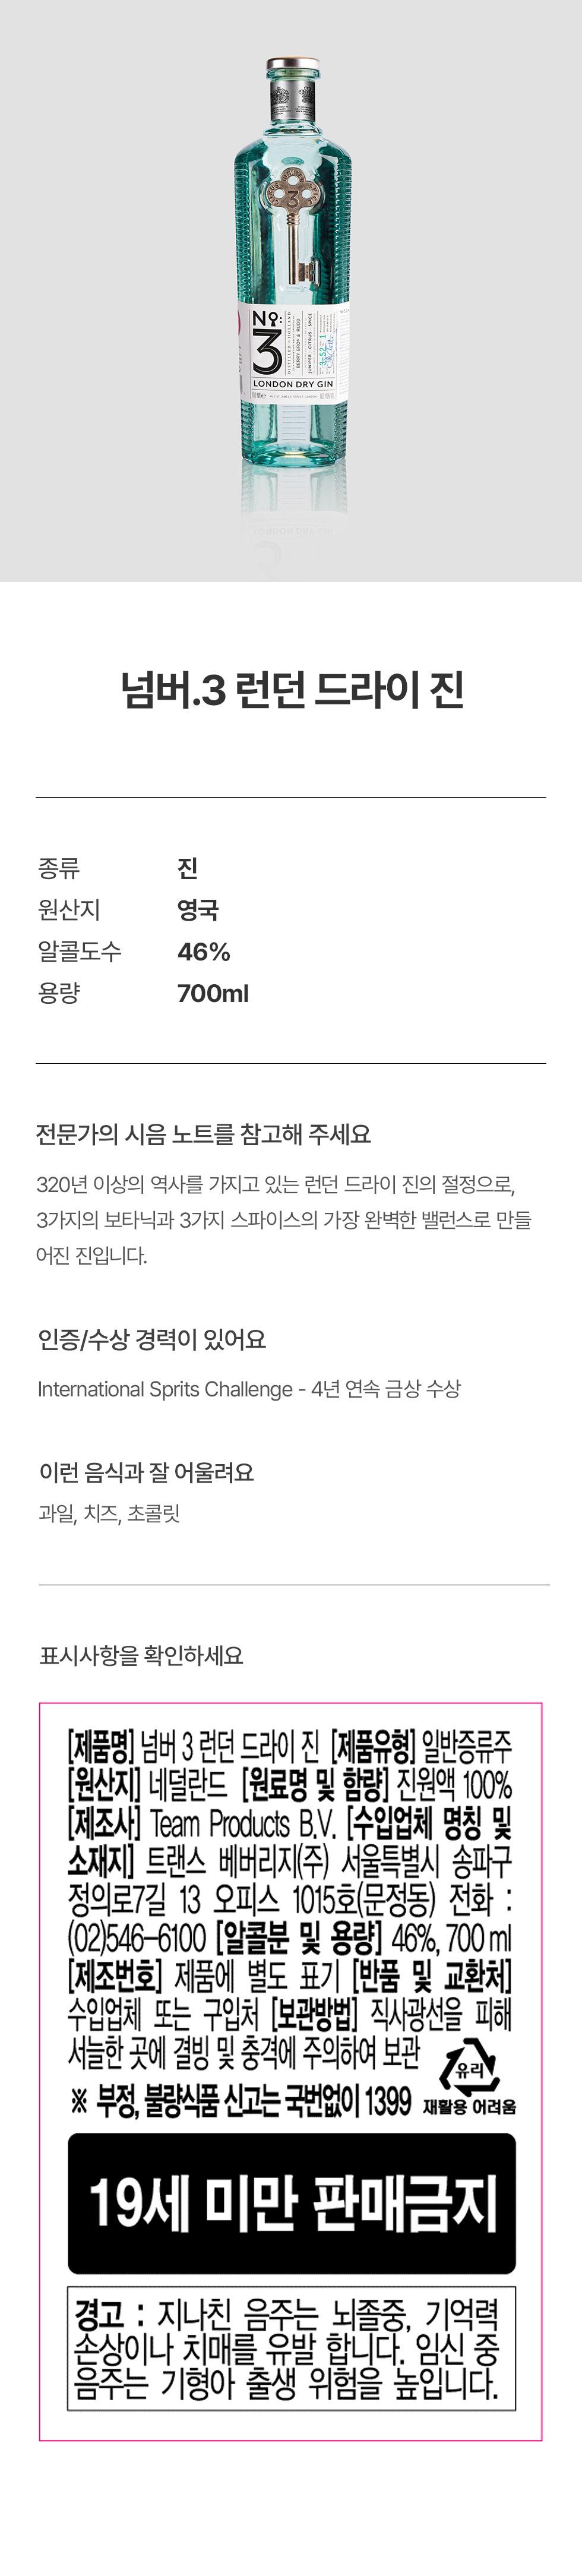 No.
3
DISTILLED IN HOLLAND
BERRY BROS & RUDD
JUNIPER · CITRUS · SPICE
LONDON DRY GIN
넘버.3 런던 드라이 진
종류 진
원산지 영국
알콜도수 46%
용량 700ml
전문가의 시음 노트를 참고해 주세요
320년 이상의 역사를 가지고 있는 런던 드라이 진의 절정으로,
3가지의 보타닉과 3가지 스파이스의 가장 완벽한 밸런스로 만들
어진 진입니다.
인증/수상 경력이 있어요
International Sprits Challenge - 4년 연속 금상 수상
이런 음식과 잘 어울려요
과일, 치즈, 초콜릿
표시사항을 확인하세요
[제품명] 넘버 3 런던 드라이 진 [제품유형] 일반증류주
[원산지] 네덜란드 [원료명 및 함량] 진원액 100%
[제조사] Team Products B.V. [수입업체 명칭 및
소재지] 트랜스 베버리지(주) 서울특별시 송파구
정의로7길 13 오피스 1015호(문정동) 전화 :
(02)546-6100 [알콜분 및 용량] 46%, 700 ml
[제조번호] 제품에 별도 표기 [반품 및 교환처]
수입업체 또는 구입처 [보관방법] 직사광선을 피해
서늘한 곳에 결빙 및 충격에 주의하여 보관
유리
※ 부정, 불량식품 신고는 국번없이 1399 재활용 어려움
19세 미만 판매금지
경고 : 지나친 음주는 뇌졸중, 기억력
손상이나 치매를 유발 합니다. 임신 중
음주는 기형아 출생 위험을 높입니다.